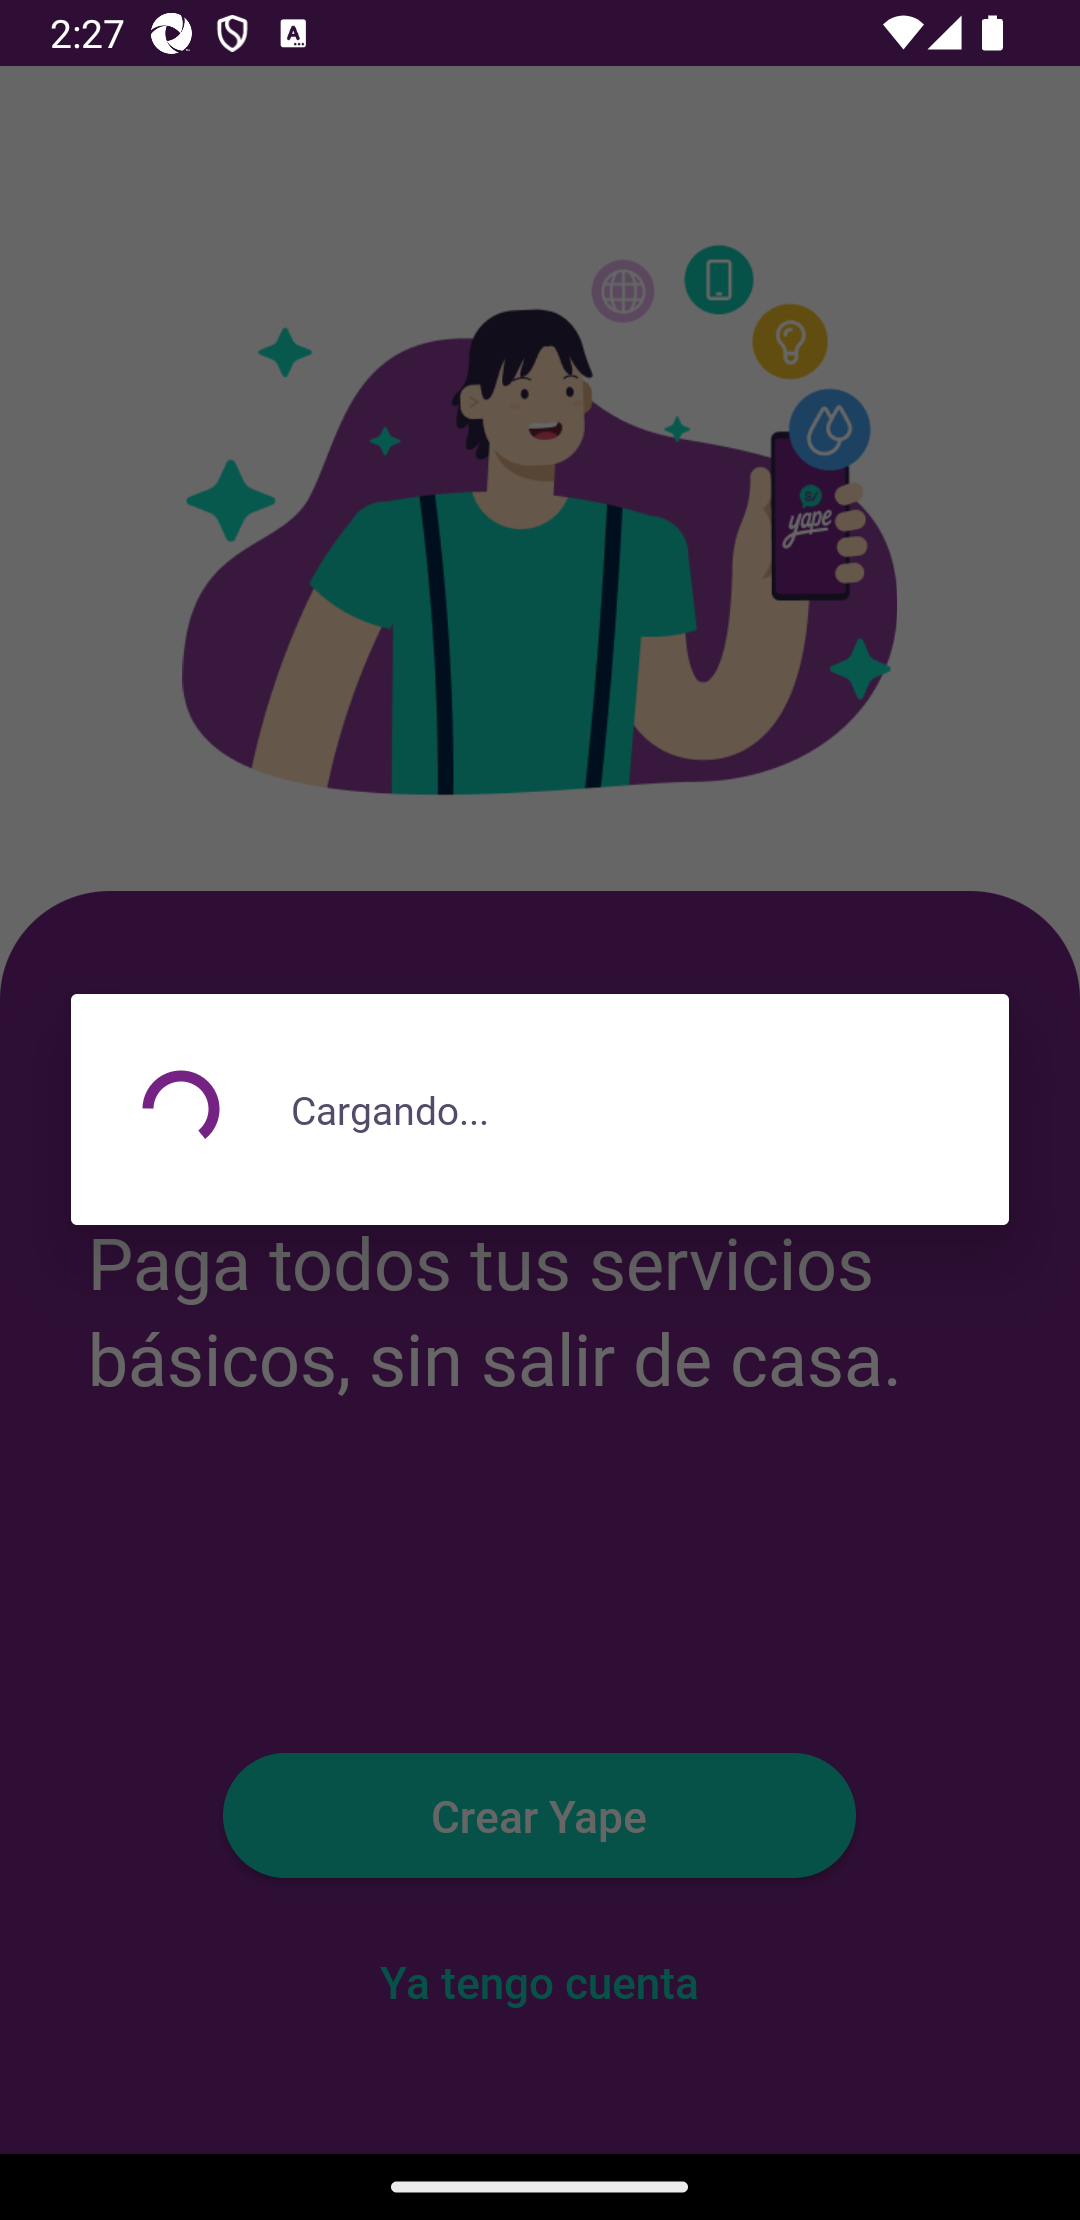 2:27
S/
yape
Cargando...
Paga todos tus servicios
básicos, sin salir de casa.
Crear Yape
Ya tengo cuenta